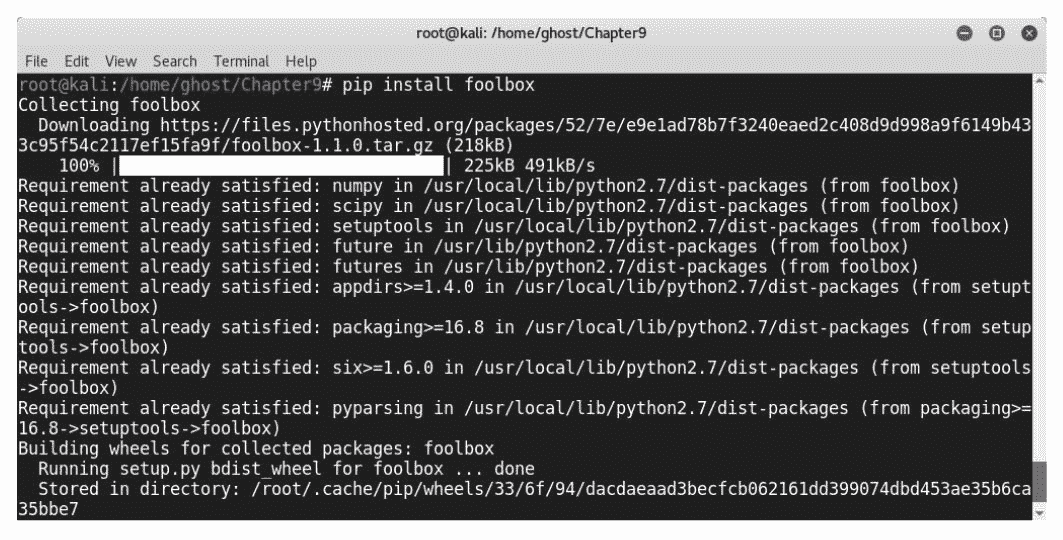 root@kali: /home/ghost/Chapter9
File Edit View Search Terminal Help
root@kali:/home/ghost/Chapter9# pip install foolbox
Collecting foolbox
  Downloading https://files.pythonhosted.org/packages/52/7e/e9e1ad78b7f3240eaed2c408d9d998a9f6149b43
3c95f54c2117ef15fa9f/foolbox-1.1.0.tar.gz (218kB)
    100% || 225kB 491kB/s
Requirement already satisfied: numpy in /usr/local/lib/python2.7/dist-packages (from foolbox)
Requirement already satisfied: scipy in /usr/local/lib/python2.7/dist-packages (from foolbox)
Requirement already satisfied: setuptools in /usr/local/lib/python2.7/dist-packages (from foolbox)
Requirement already satisfied: future in /usr/lib/python2.7/dist-packages (from foolbox)
Requirement already satisfied: futures in /usr/lib/python2.7/dist-packages (from foolbox)
Requirement already satisfied: appdirs>=1.4.0 in /usr/local/lib/python2.7/dist-packages (from setupt
ools->foolbox)
Requirement already satisfied: packaging>=16.8 in /usr/local/lib/python2.7/dist-packages (from setup
tools->foolbox)
Requirement already satisfied: six>=1.6.0 in /usr/local/lib/python2.7/dist-packages (from setuptools
->foolbox)
Requirement already satisfied: pyparsing in /usr/local/lib/python2.7/dist-packages (from packaging>=
16.8->setuptools->foolbox)
Building wheels for collected packages: foolbox
  Running setup.py bdist_wheel for foolbox ... done
  Stored in directory: /root/.cache/pip/wheels/33/6f/94/dacdaeaad3becfcb062161dd399074dbd453ae35b6ca
35bbe7